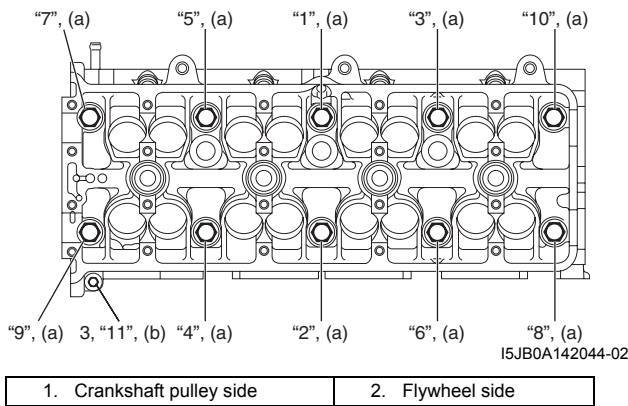 “7”, (a) “5”, (a) “1”, (a) “3”, (a) “10”, (a)
“9”, (a) 3, “11”, (b) “4”, (a) “2”, (a) “6”, (a) “8”, (a)
I5JB0A142044-02
1. Crankshaft pulley side 2. Flywheel side